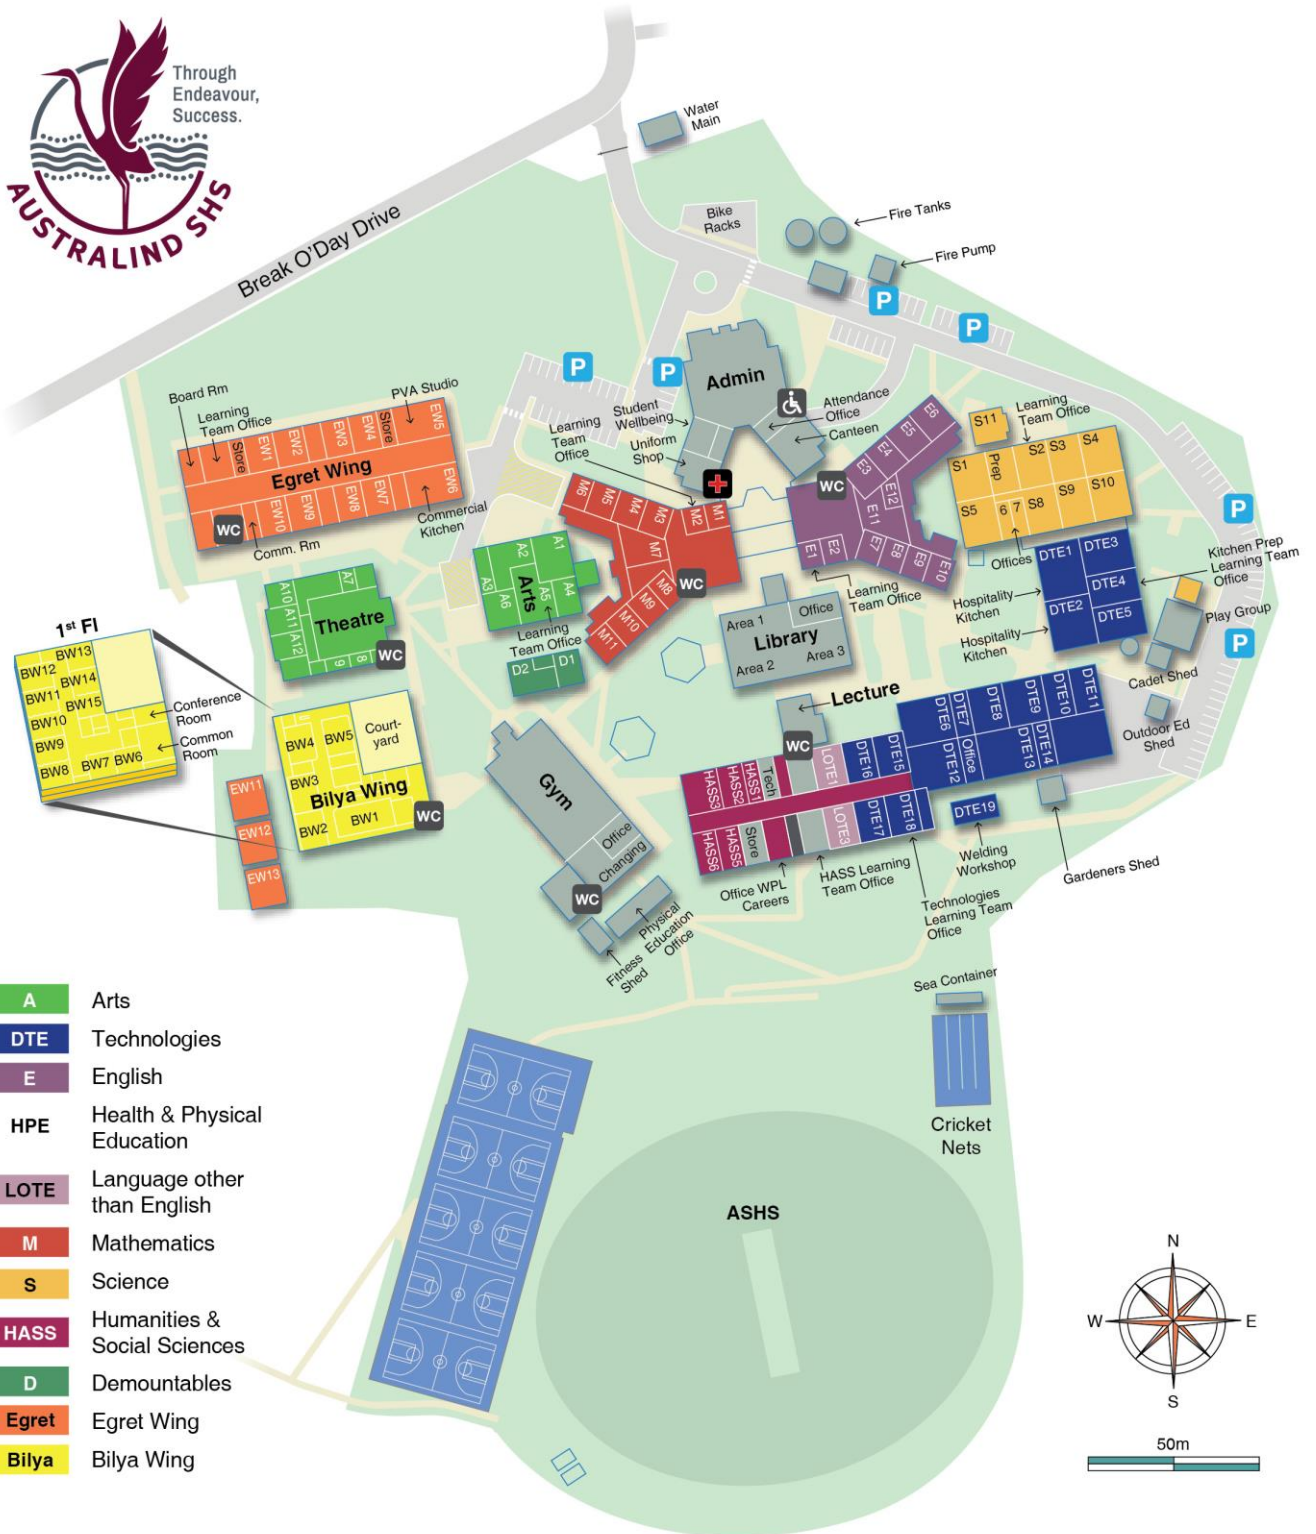 Through
Endeavour,
Success.
AUSTRALIND SHS
Break O'Day Drive
Water
Main
Bike
Racks
Fire Tanks
Fire Pump
P
P
P
P
P
P
Admin
Student
Wellbeing
Uniform
Shop
Attendance
Office
Canteen
Board Rm
Learning
Team Office
PVA Studio
Store
EW1
EW2
EW3
EW4
Store
EW5
Egret Wing
WC
EW10
EW9
EW8
EW7
EW6
Comm. Rm
Commercial
Kitchen
Learning
Team
Office
M6
M5
M4
M3
M2
M1
M7
M8
M9
M10
M11
WC
E6
E5
E4
E3
E12
E11
E1
E2
E7
E8
E9
E10
WC
Learning
Team Office
S11
Learning
Team Office
S1
Prep
S2
S3
S4
S5
6
7
S8
S9
S10
Offices
DTE1
DTE3
DTE4
DTE2
DTE5
Hospitality
Kitchen
Hospitality
Kitchen
Kitchen Prep
Learning Team
Office
Play Group
Cadet Shed
Outdoor Ed
Shed
A1
A2
A3
A4
A5
A6
Arts
Learning
Team Office
D2
D1
A7
A10
A11
A12
Theatre
9
8
WC
Area 1
Office
Library
Area 2
Area 3
Lecture
WC
1st Fl
BW13
BW12
BW14
BW11
BW15
BW10
BW9
BW8
BW7
BW6
Conference
Room
Common
Room
BW4
BW5
Court-
yard
BW3
Bilya Wing
BW2
BW1
WC
EW11
EW12
EW13
Gym
Office
Changing
WC
Physical
Education
Office
Fitness
Shed
HASS3
HASS2
HASS1
Tech
LOTE1
DTE16
DTE15
DTE6
DTE7
DTE8
DTE9
DTE10
DTE11
DTE12
Office
DTE13
DTE14
HASS6
HASS5
Store
LOTE3
DTE17
DTE18
DTE19
Welding
Workshop
Gardeners Shed
Office WPL
Careers
HASS Learning
Team Office
Technologies
Learning Team
Office
Sea Container
Cricket
Nets
ASHS
A Arts
DTE Technologies
E English
HPE Health & Physical
Education
LOTE Language other
than English
M Mathematics
S Science
HASS Humanities &
Social Sciences
D Demountables
Egret Egret Wing
Bilya Bilya Wing
N
W
E
S
50m